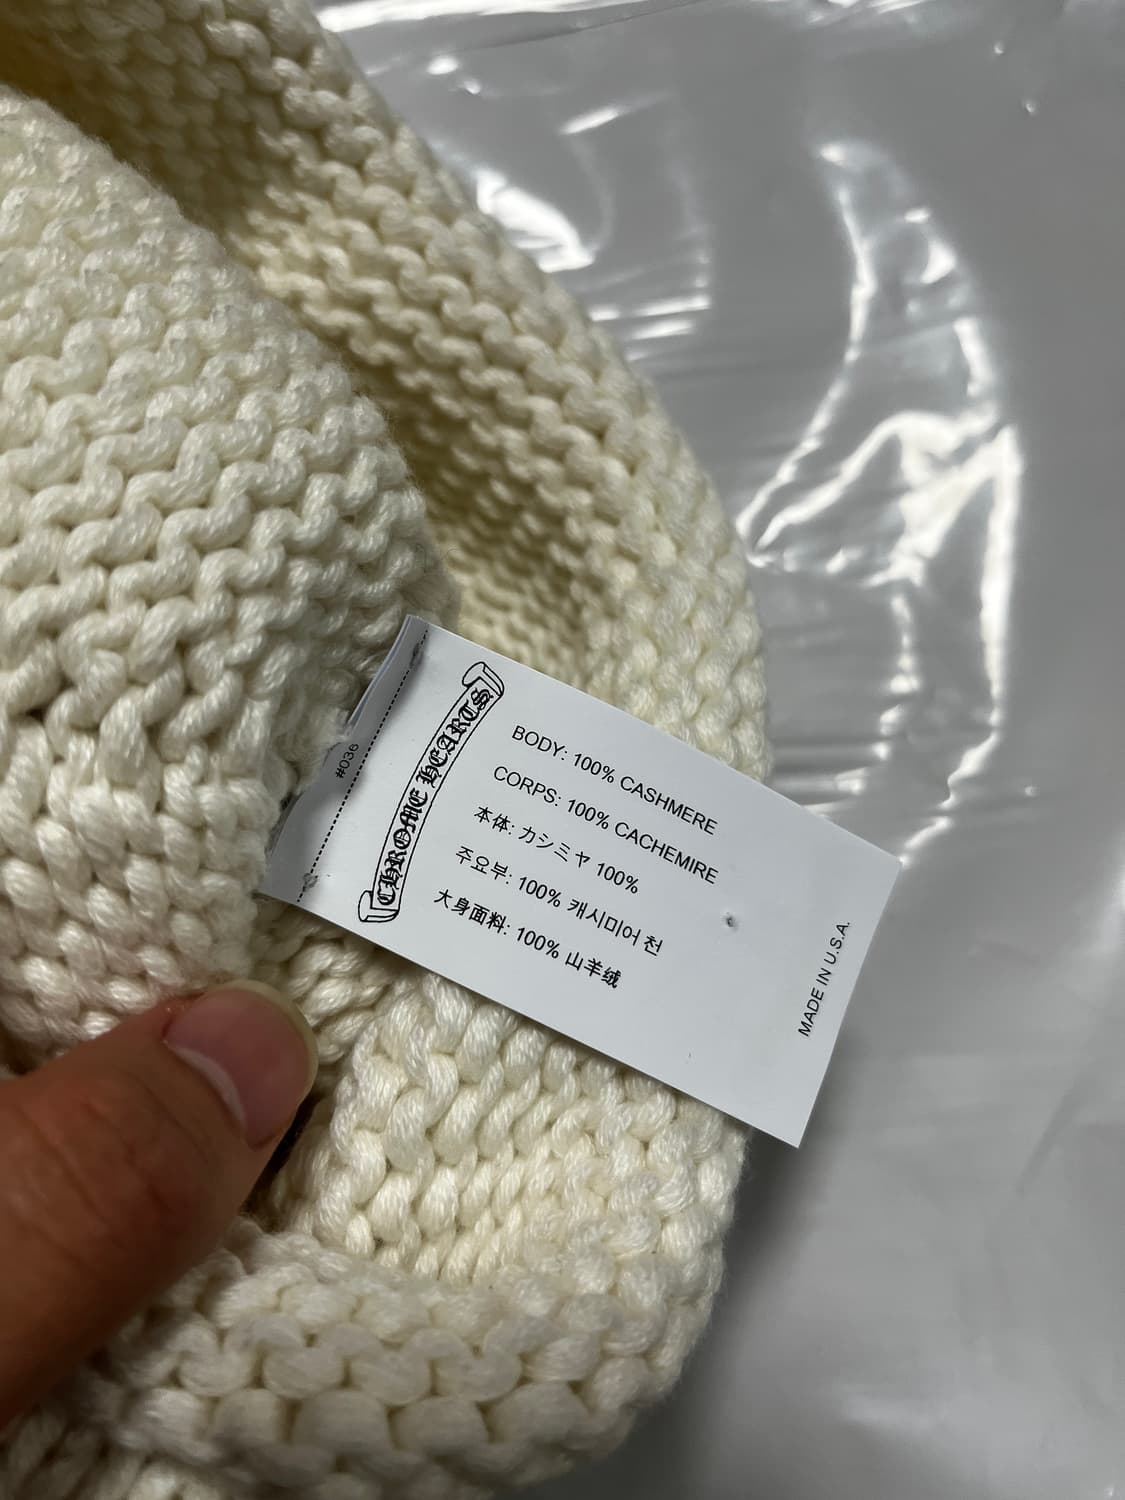 #036
CHROME HEARTS
BODY: 100% CASHMERE
CORPS: 100% CACHEMIRE
本体: カシミヤ 100%
주요부: 100% 캐시미어 천
大身面料: 100% 山羊绒
MADE IN U.S.A.